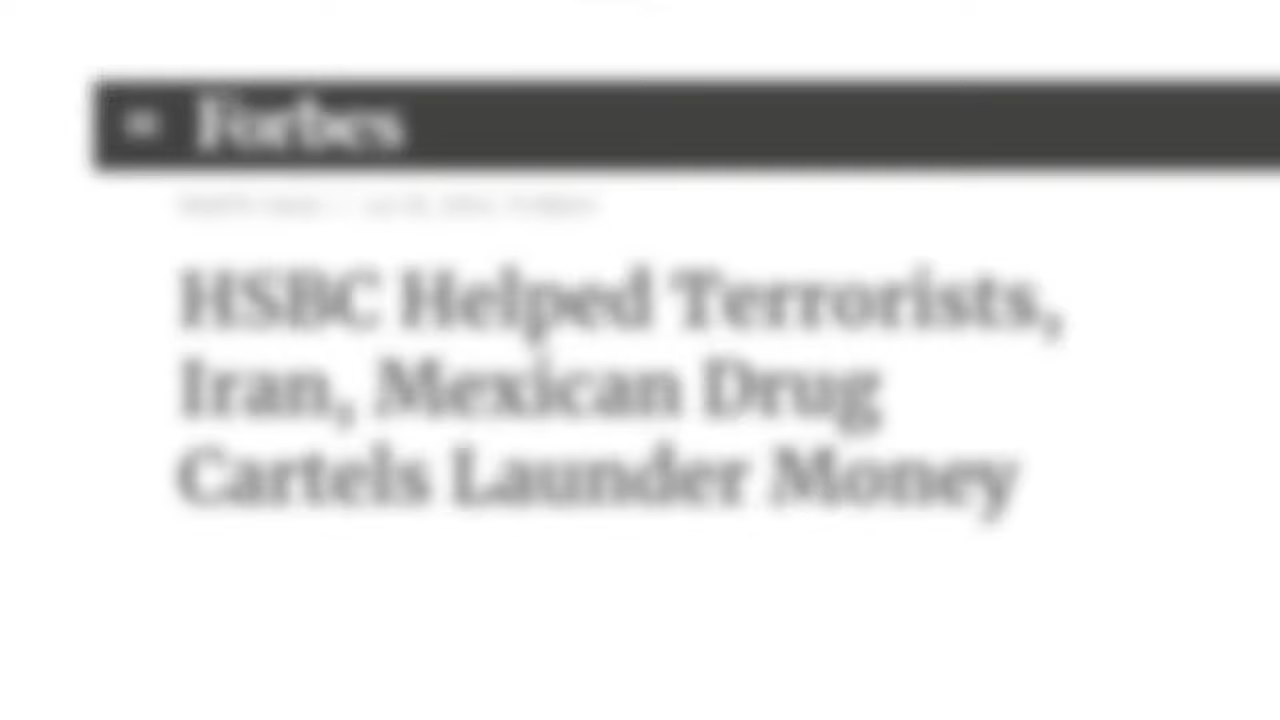 Forbes
HSBC Helped Terrorists,
Iran, Mexican Drug
Cartels Launder Money